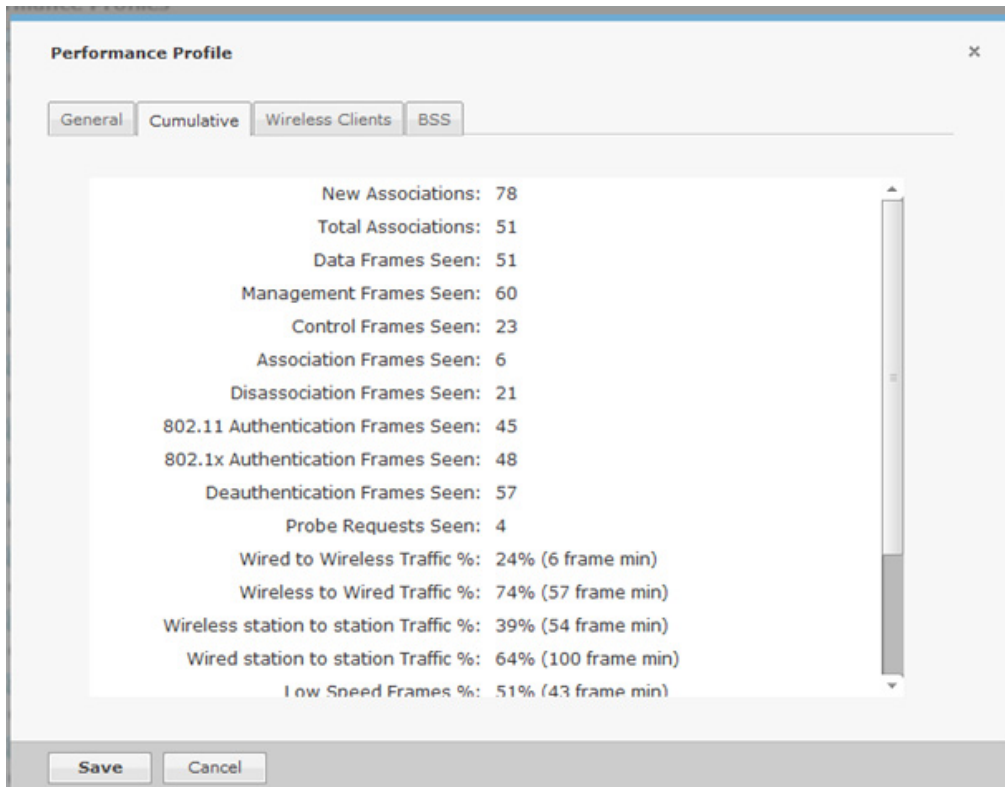 Performance Profile
×
General Cumulative Wireless Clients BSS
New Associations: 78
Total Associations: 51
Data Frames Seen: 51
Management Frames Seen: 60
Control Frames Seen: 23
Association Frames Seen: 6
Disassociation Frames Seen: 21
802.11 Authentication Frames Seen: 45
802.1x Authentication Frames Seen: 48
Deauthentication Frames Seen: 57
Probe Requests Seen: 4
Wired to Wireless Traffic %: 24% (6 frame min)
Wireless to Wired Traffic %: 74% (57 frame min)
Wireless station to station Traffic %: 39% (54 frame min)
Wired station to station Traffic %: 64% (100 frame min)
Low Speed Frames %: 51% (43 frame min)
Save Cancel